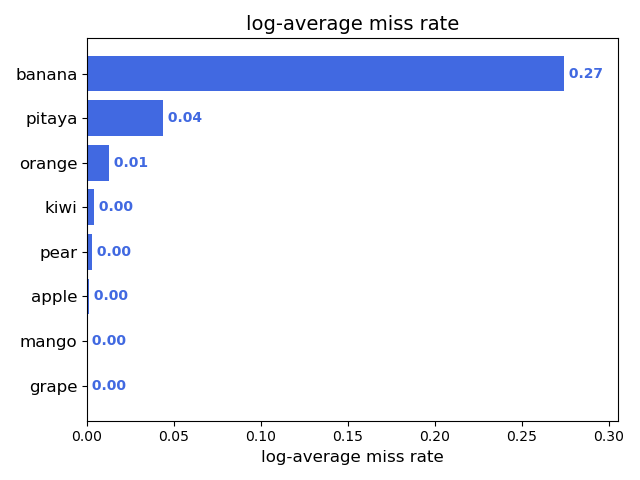 log-average miss rate
banana 0.27
pitaya 0.04
orange 0.01
kiwi 0.00
pear 0.00
apple 0.00
mango 0.00
grape 0.00
0.00 0.05 0.10 0.15 0.20 0.25 0.30
log-average miss rate